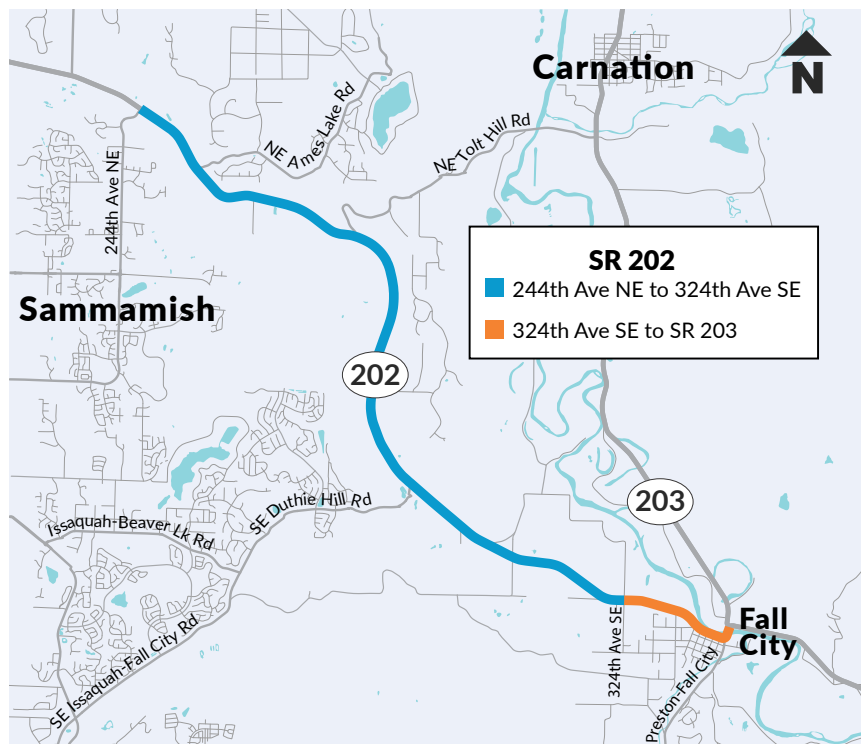 Carnation
N
NE Ames Lake Rd
NE Tolt Hill Rd
244th Ave NE
SR 202
244th Ave NE to 324th Ave SE
324th Ave SE to SR 203
Sammamish
202
203
SE Duthie Hill Rd
Issaquah-Beaver Lk Rd
SE Issaquah-Fall City Rd
324th Ave SE
Fall
City
Preston-Fall City